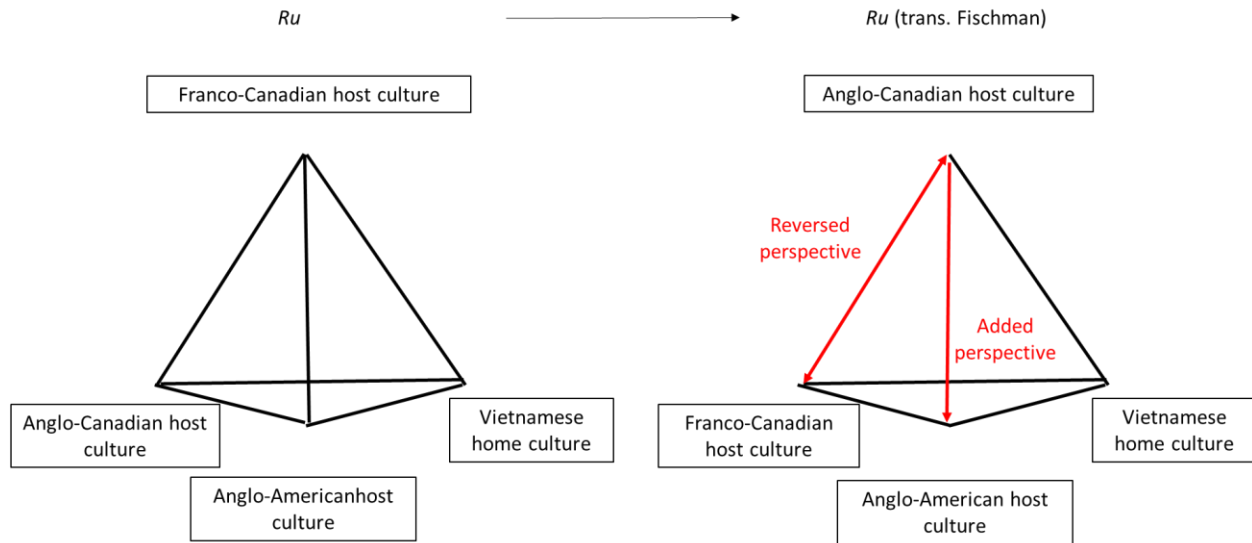 Ru
Ru (trans. Fischman)
Franco-Canadian host culture
Anglo-Canadian host culture
Reversed
perspective
Added
perspective
Anglo-Canadian host
culture
Vietnamese
home culture
Anglo-Americanhost
culture
Franco-Canadian
host culture
Vietnamese
home culture
Anglo-American host
culture